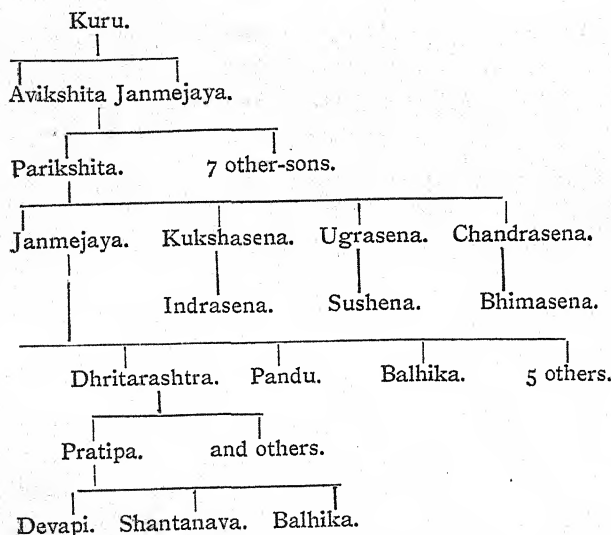 Kuru.
Avikshita Janmejaya.
Parikshita. 7 other-sons.
Janmejaya. Kukshasena. Ugrasena. Chandrasena.
Indrasena. Sushena. Bhimasena.
Dhritarashtra. Pandu. Balhika. 5 others.
Pratipa. and others.
Devapi. Shantanava. Balhika.